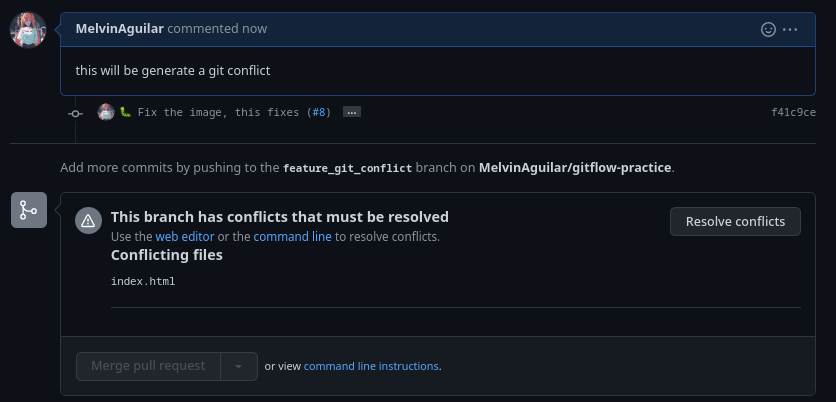 MelvinAguilar commented now
this will be generate a git conflict
Fix the image, this fixes (#8) ... f41c9ce
Add more commits by pushing to the feature_git_conflict branch on MelvinAguilar/gitflow-practice.
This branch has conflicts that must be resolved
Resolve conflicts
Use the web editor or the command line to resolve conflicts.
Conflicting files
index.html
Merge pull request or view command line instructions.